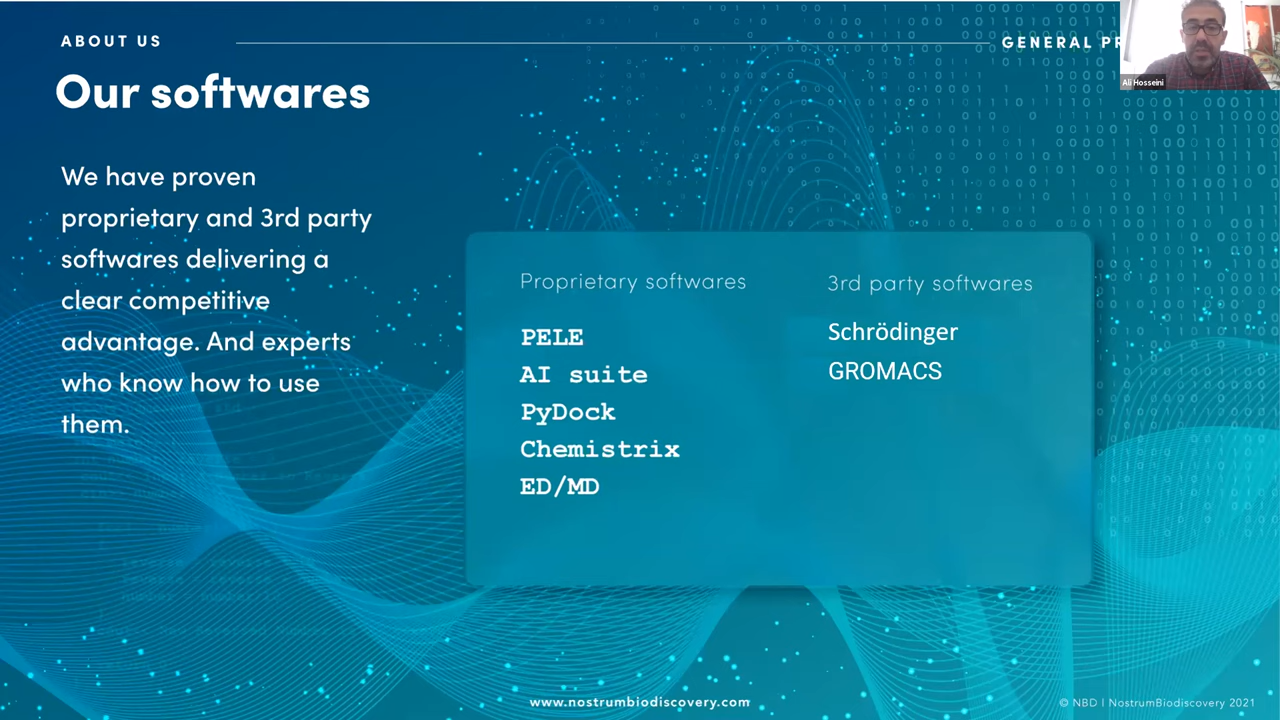 ABOUT US
GENERAL
Our softwares
Ali Hosseini
We have proven
proprietary and 3rd party
softwares delivering a
clear competitive
advantage. And experts
who know how to use
them.
Proprietary softwares
PELE
AI suite
PyDock
Chemistrix
ED/MD
3rd party softwares
Schrödinger
GROMACS
www.nostrumbiodiscovery.com
© NBD | NostrumBiodiscovery 2021